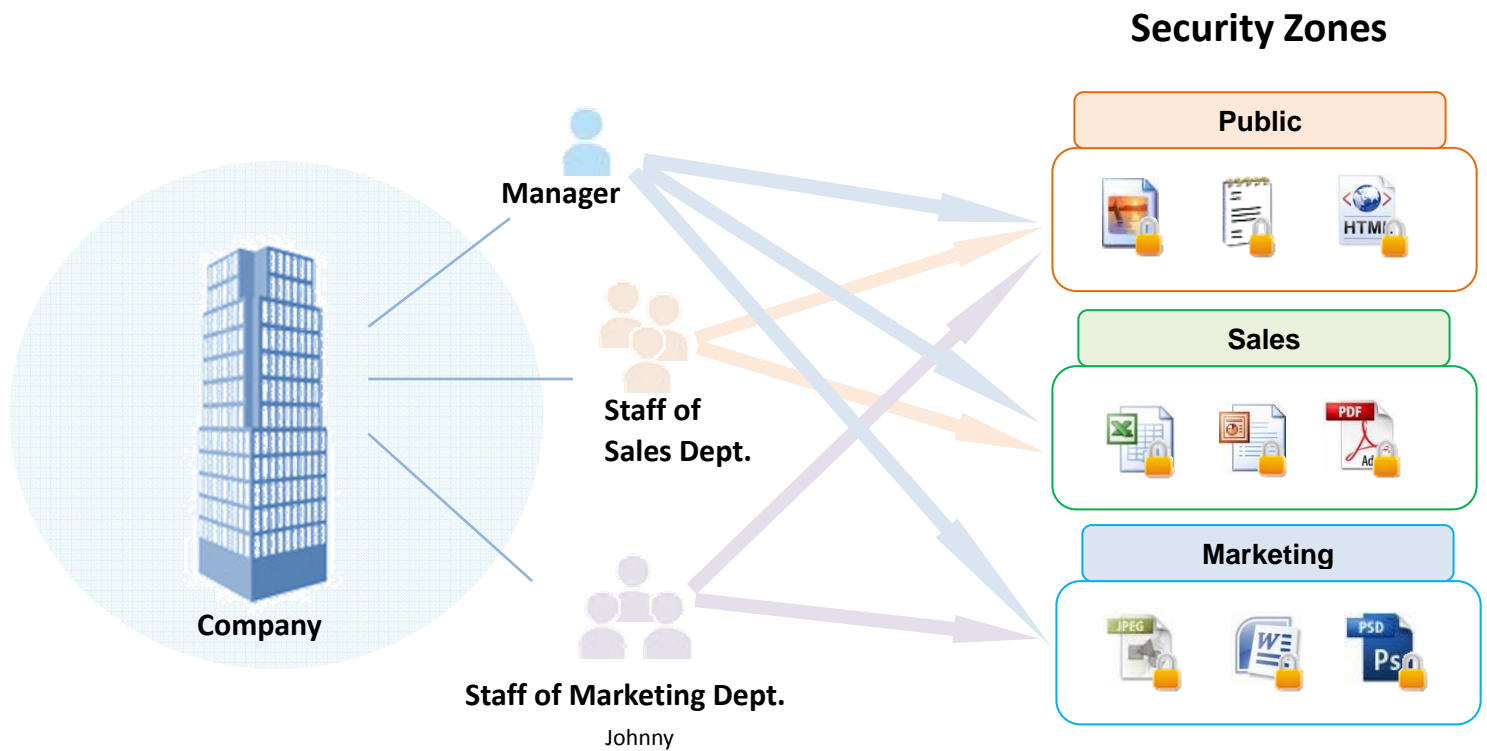 Security Zones
Public
HTML
Manager
Sales
Staff of
Sales Dept.
PDF
Ad
Marketing
Company
JPEG
W
PSD
Ps
Staff of Marketing Dept.
Johnny